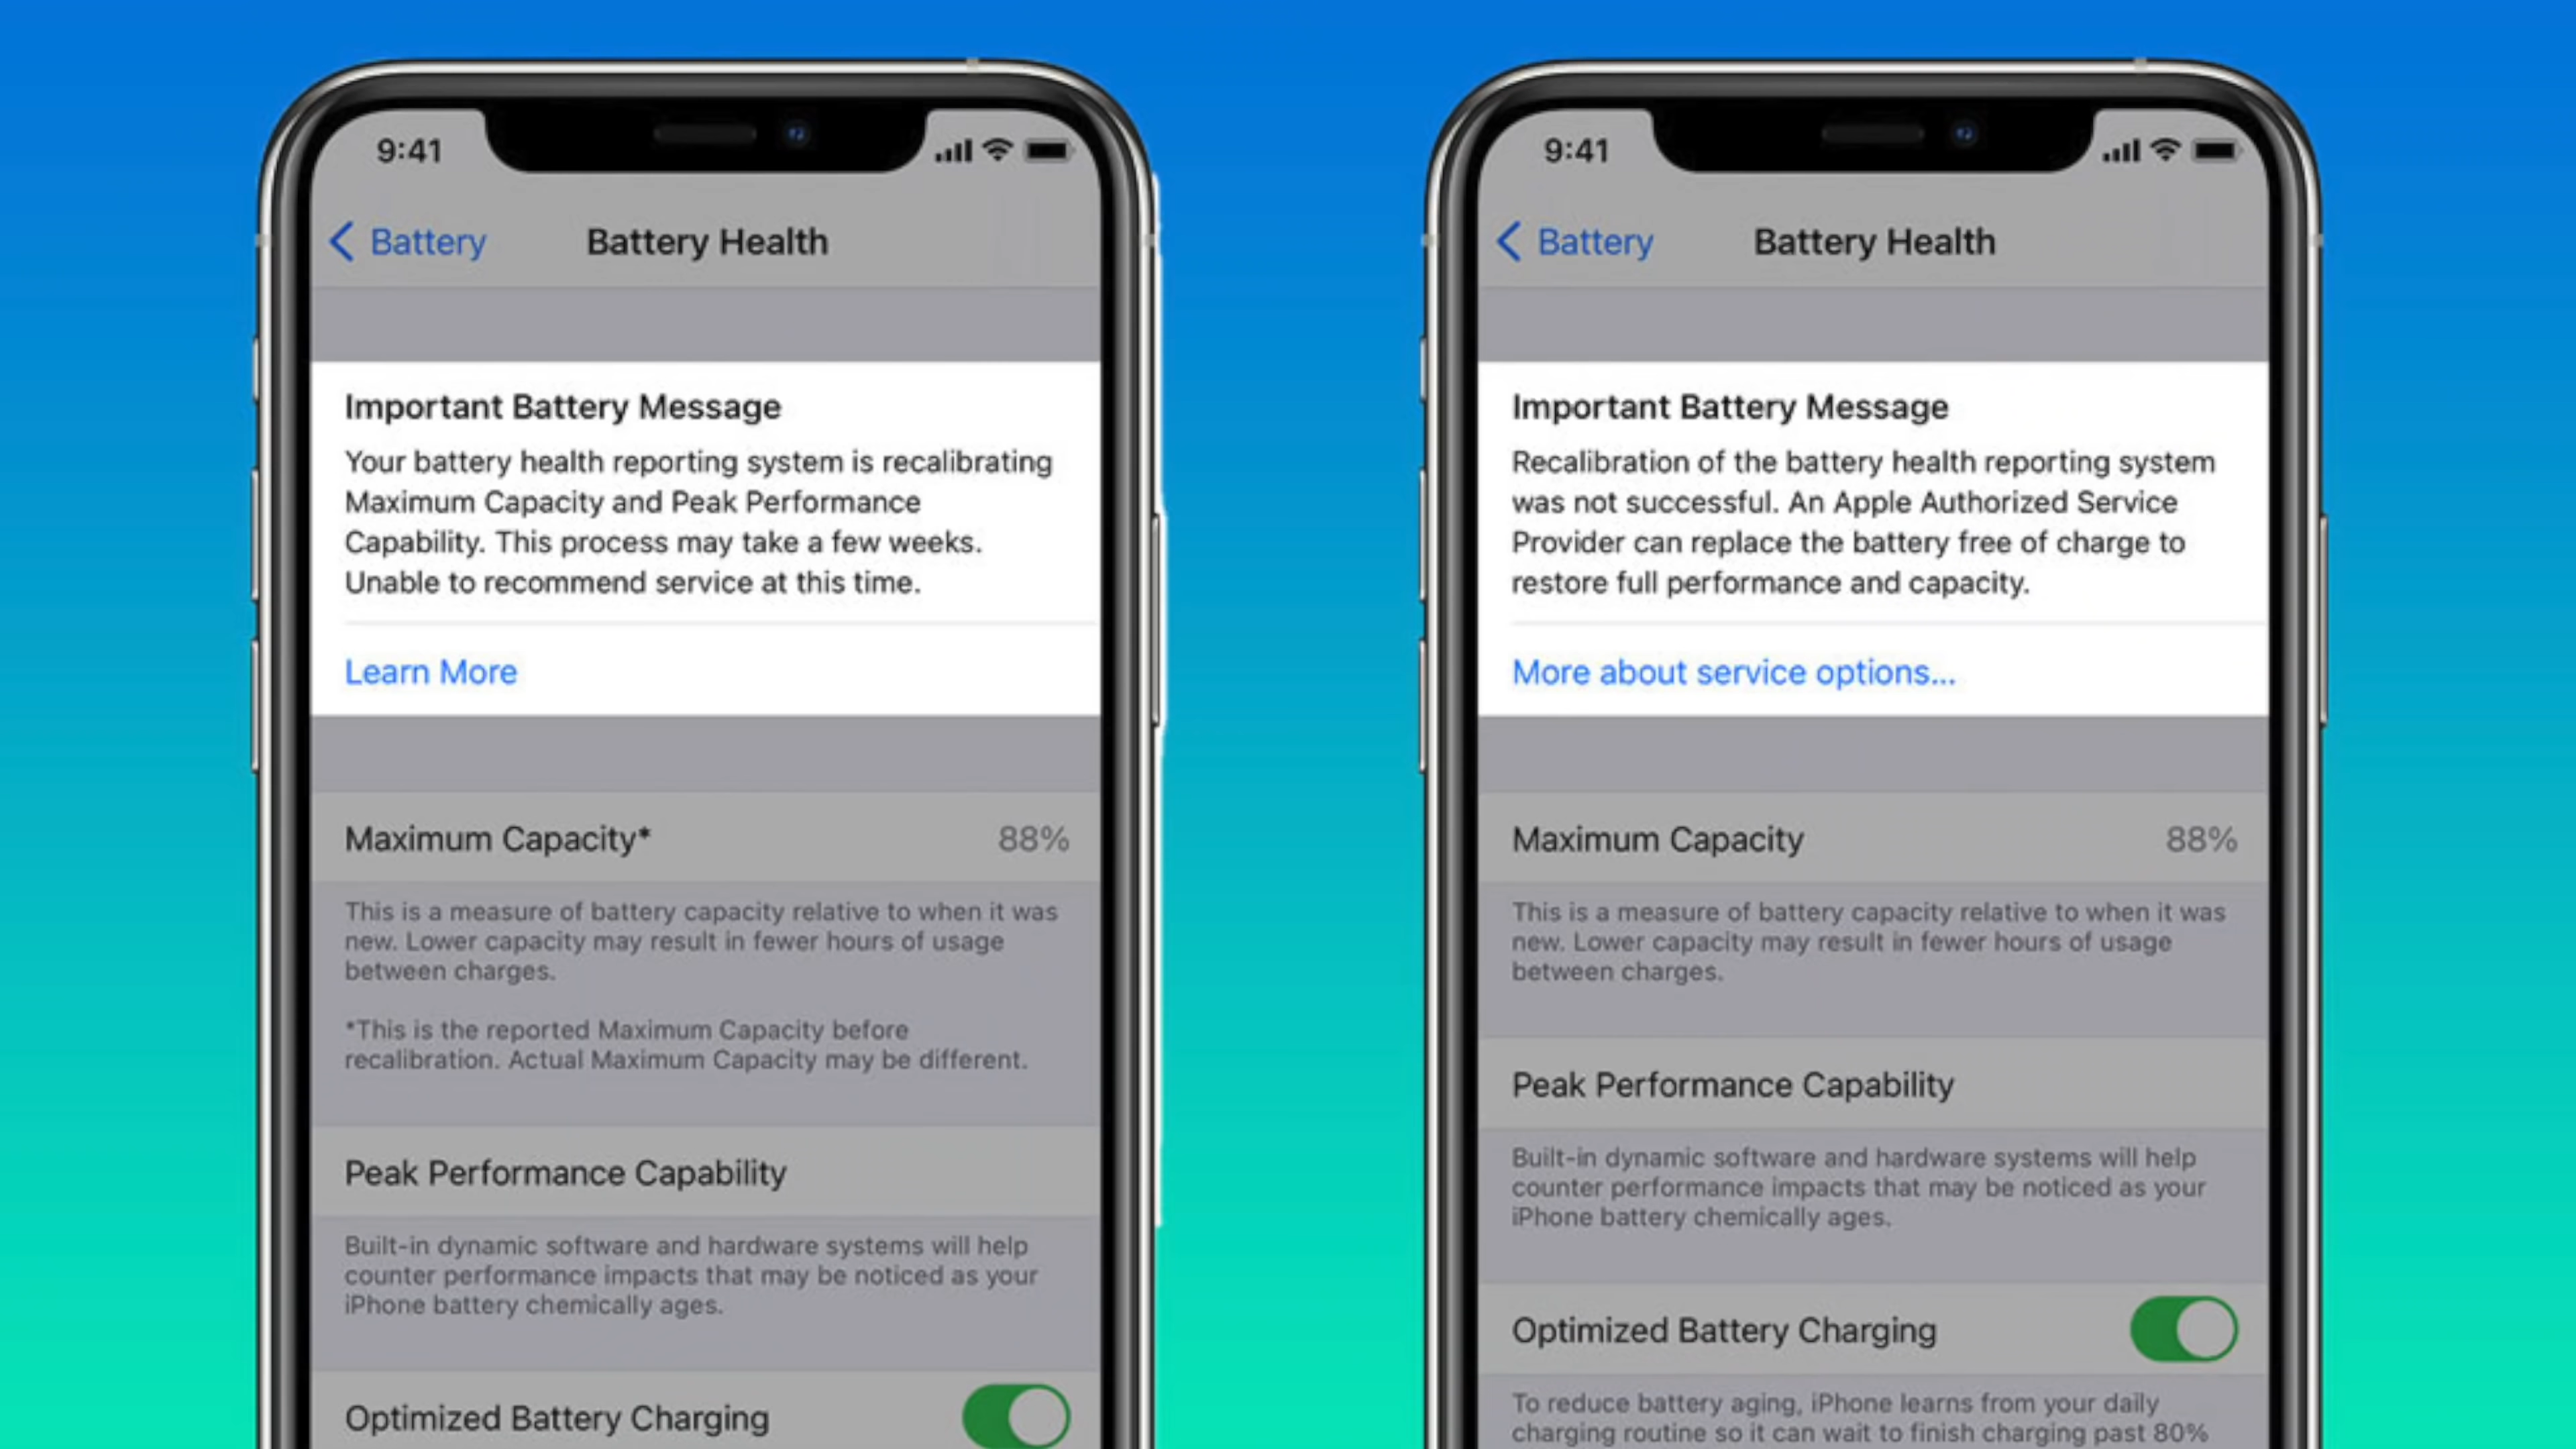 9:41
Battery
Battery Health
Important Battery Message
Your battery health reporting system is recalibrating
Maximum Capacity and Peak Performance
Capability. This process may take a few weeks.
Unable to recommend service at this time.
Learn More
Maximum Capacity* 88%
This is a measure of battery capacity relative to when it was
new. Lower capacity may result in fewer hours of usage
between charges.
*This is the reported Maximum Capacity before
recalibration. Actual Maximum Capacity may be different.
Peak Performance Capability
Built-in dynamic software and hardware systems will help
counter performance impacts that may be noticed as your
iPhone battery chemically ages.
Optimized Battery Charging
9:41
Battery
Battery Health
Important Battery Message
Recalibration of the battery health reporting system
was not successful. An Apple Authorized Service
Provider can replace the battery free of charge to
restore full performance and capacity.
More about service options...
Maximum Capacity 88%
This is a measure of battery capacity relative to when it was
new. Lower capacity may result in fewer hours of usage
between charges.
Peak Performance Capability
Built-in dynamic software and hardware systems will help
counter performance impacts that may be noticed as your
iPhone battery chemically ages.
Optimized Battery Charging
To reduce battery aging, iPhone learns from your daily
charging routine so it can wait to finish charging past 80%